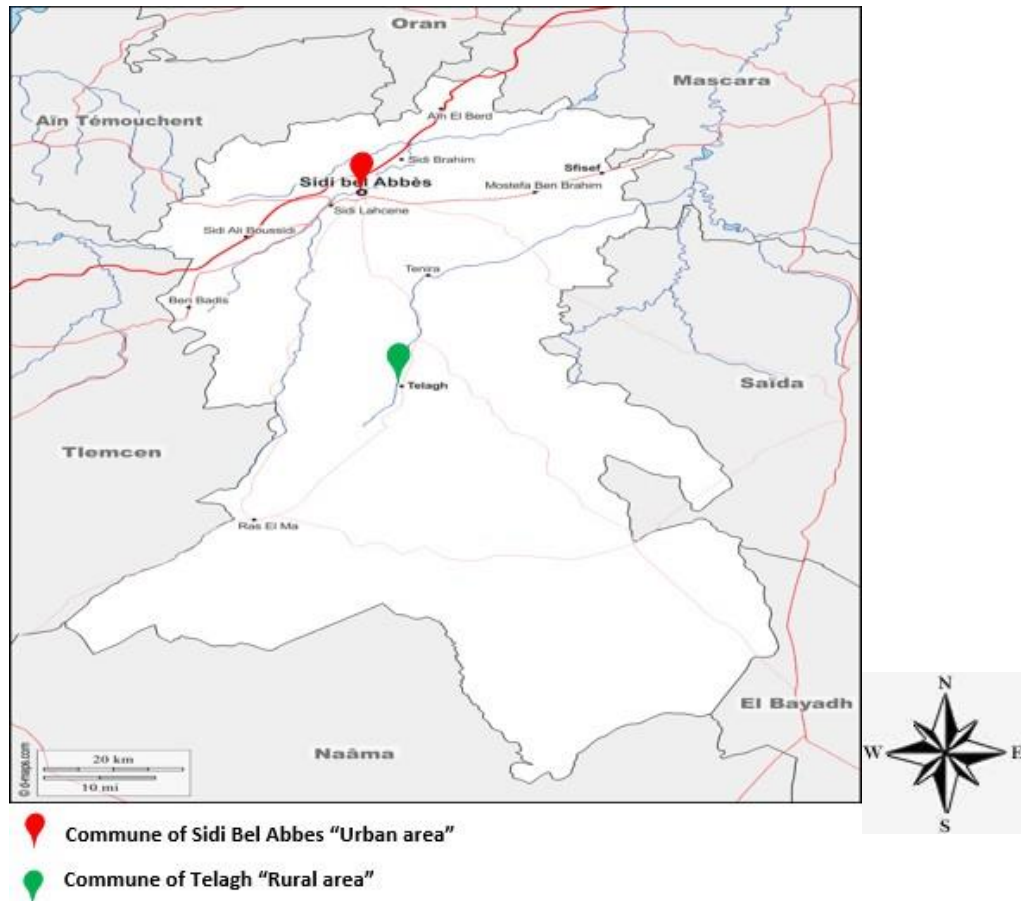 Oran
Mascara
Aïn Témouchent
Aïn El Berd
Sidi Brahim
Sfisef
Sidi bel Abbès
Mostefa Ben Brahim
Sidi Lahcene
Sidi Ali Boussidi
Tenira
Ben Badis
Telagh
Saïda
Tlemcen
Ras El Ma
El Bayadh
Naâma
© d-maps.com
20 km
10 mi
N
W
E
S
Commune of Sidi Bel Abbes “Urban area”
Commune of Telagh “Rural area”